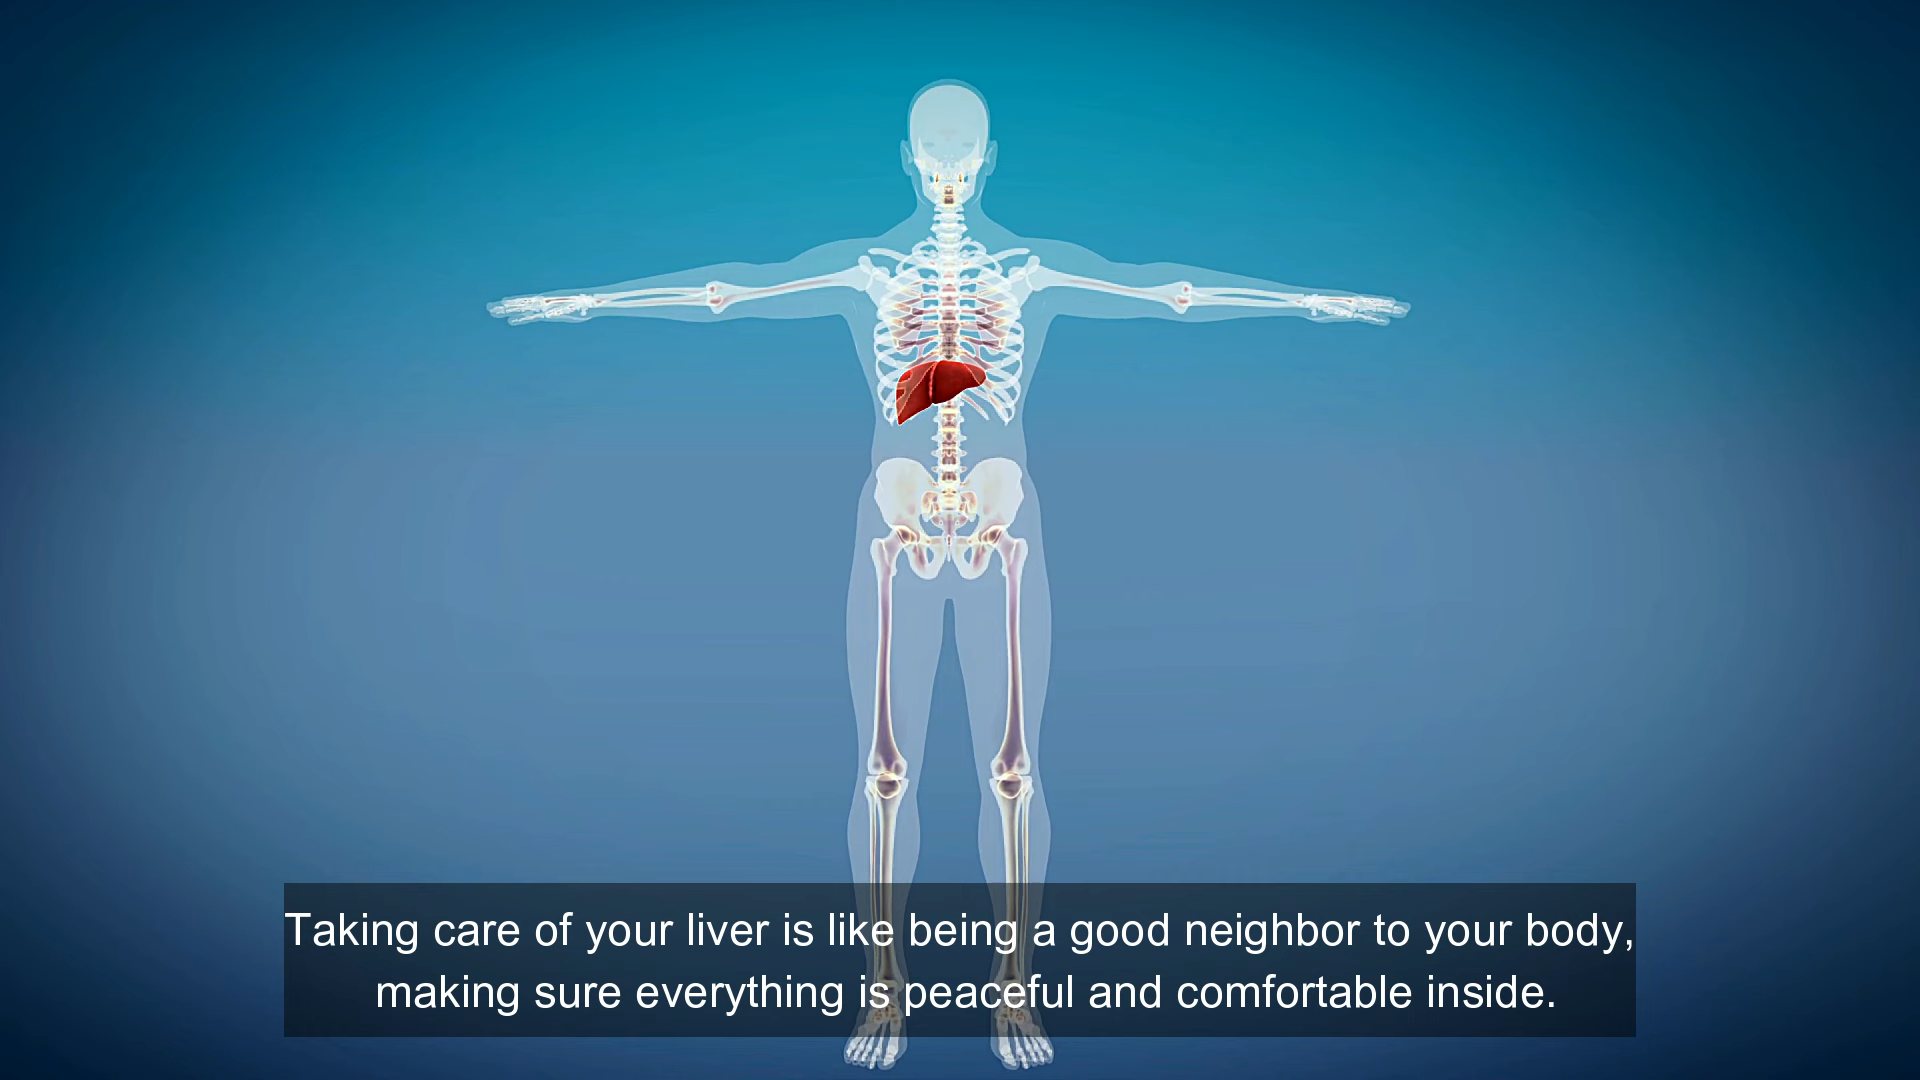 Taking care of your liver is like being a good neighbor to your body,
making sure everything is peaceful and comfortable inside.